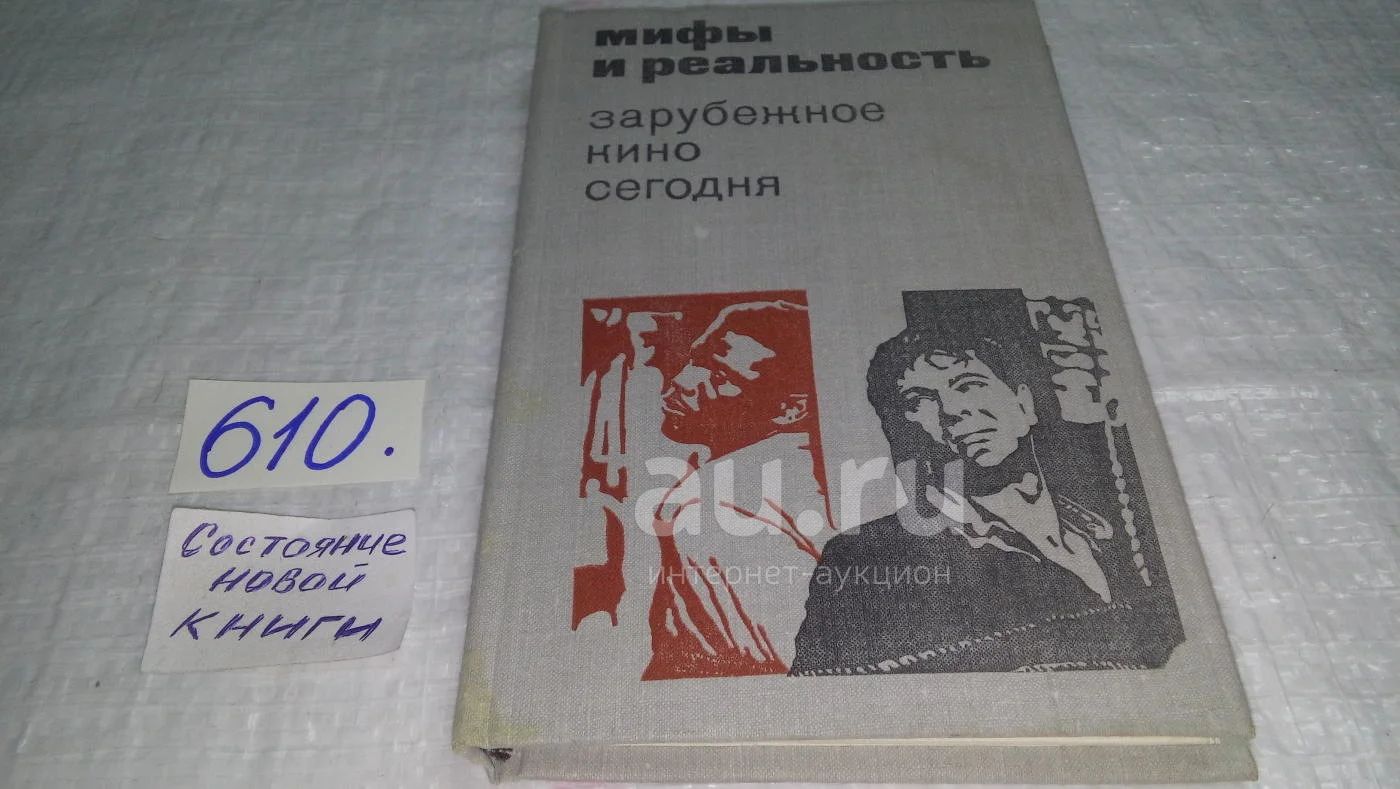 мифы
и реальность
зарубежное
кино
сегодня
610.
Состояние
новой
книги
au.ru
интернет-аукцион